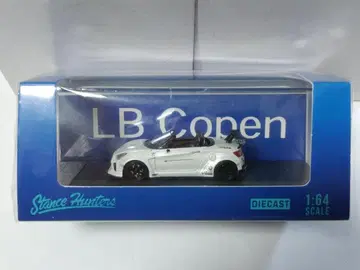 LB Copen
Stance Hunters
DIECAST
1:64
SCALE